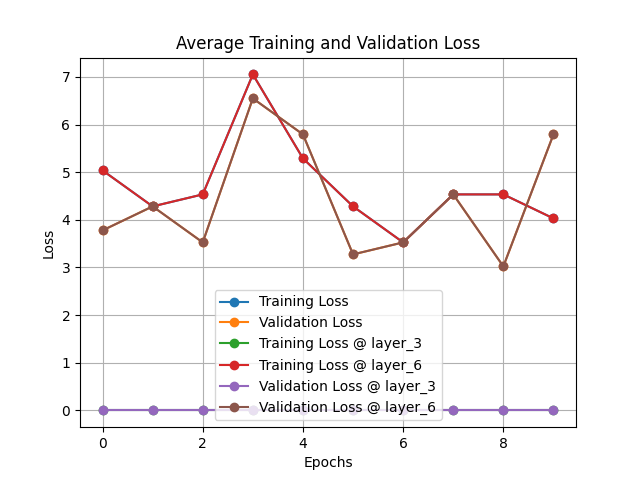 Average Training and Validation Loss
7
6
5
4
3
2
1
0
Loss
Training Loss
Validation Loss
Training Loss @ layer_3
Training Loss @ layer_6
Validation Loss @ layer_3
Validation Loss @ layer_6
0 2 4 6 8
Epochs